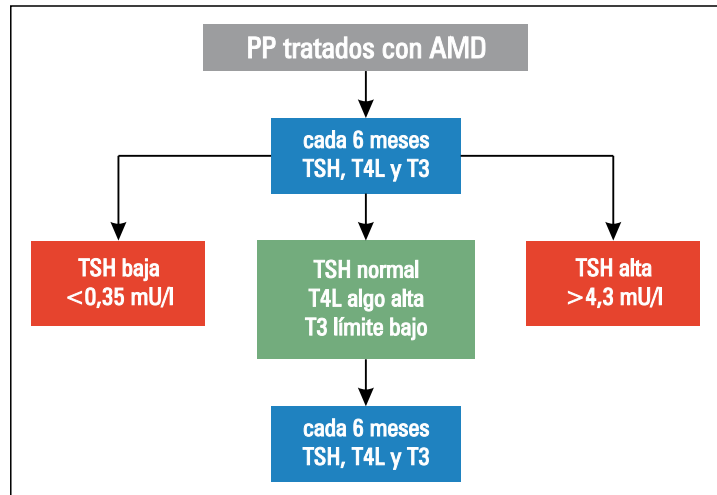 PP tratados con AMD
cada 6 meses
TSH, T4L y T3
TSH baja
<0,35 mU/l
TSH normal
T4L algo alta
T3 límite bajo
TSH alta
>4,3 mU/l
cada 6 meses
TSH, T4L y T3